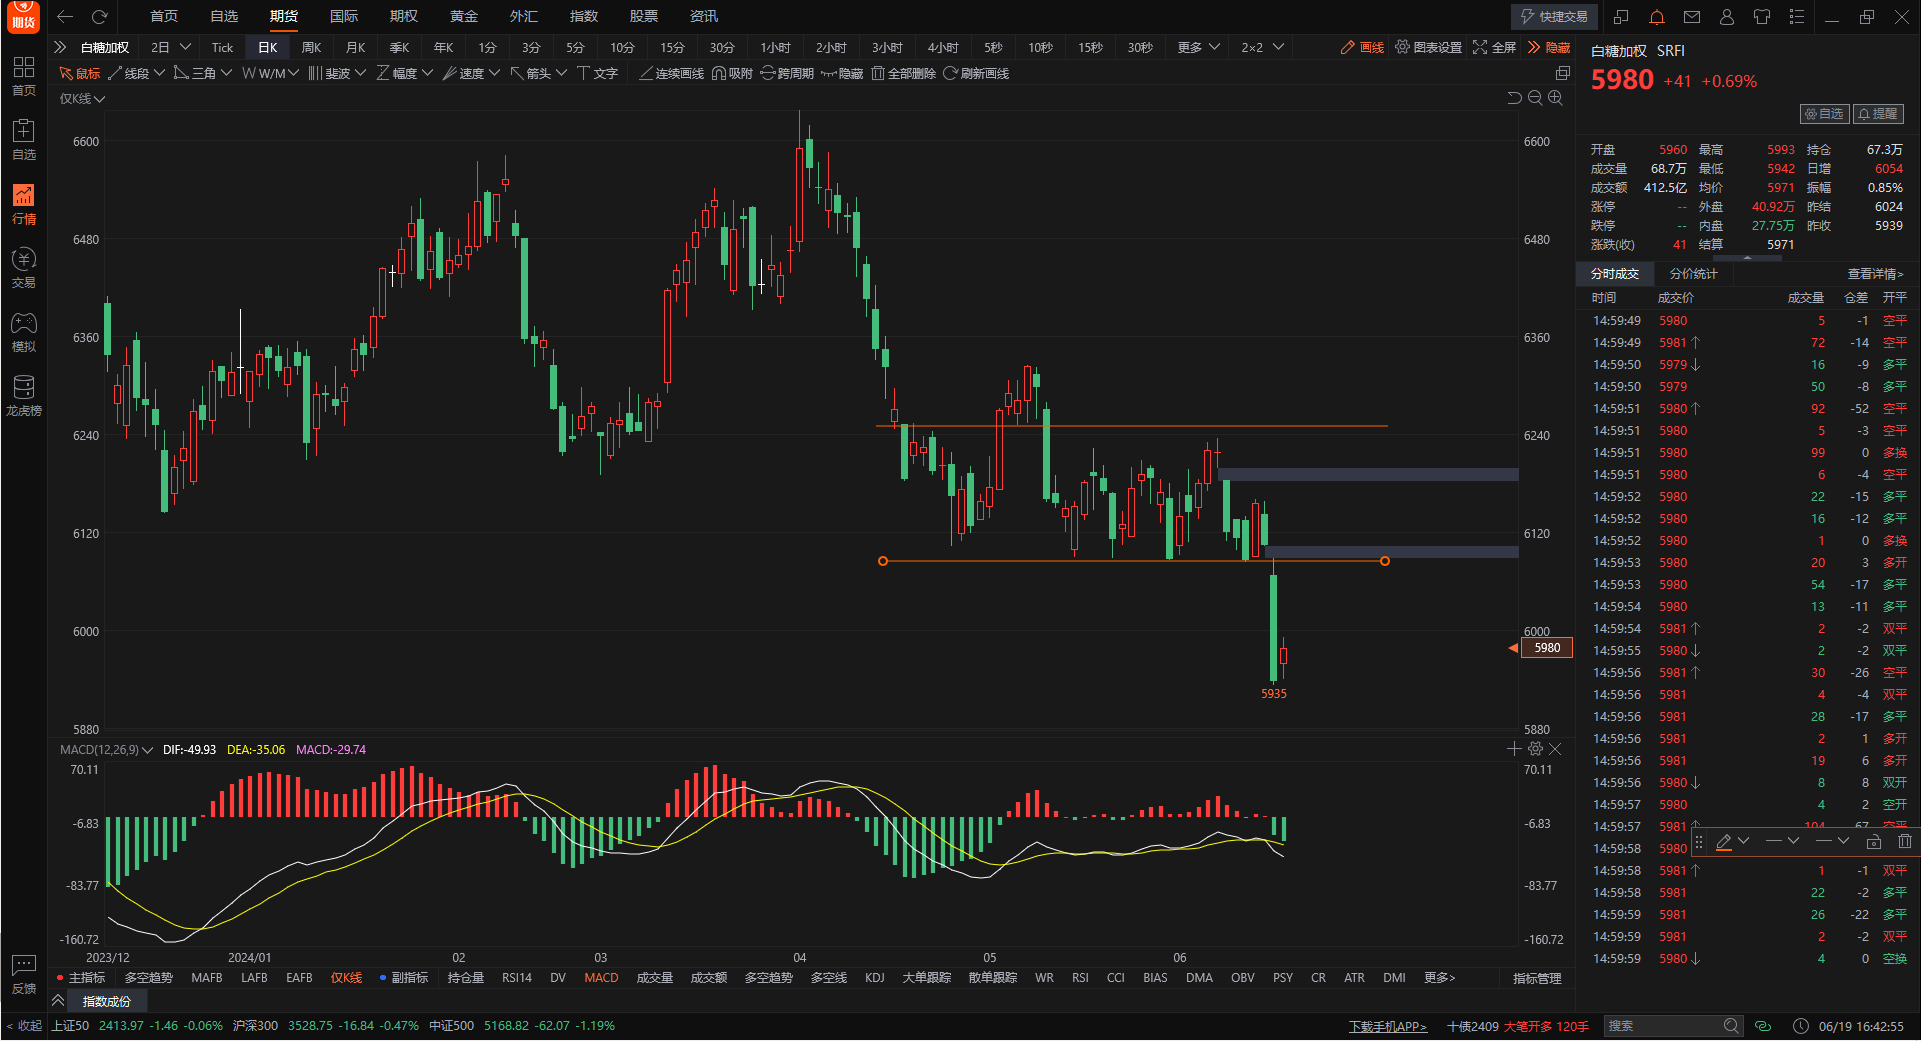 期货 首页 自选 期货 国际 期权 黄金 外汇 指数 股票 资讯 快捷交易
白糖加权 2日 Tick 日K 周K 月K 季K 年K 1分 3分 5分 10分 15分 30分 1小时 2小时 3小时 4小时 5秒 10秒 15秒 30秒 更多 2×2 画线 图表设置 全屏 隐藏
鼠标 线段 三角 W/M 斐波 幅度 速度 箭头 文字 连续画线 吸附 跨周期 隐藏 全部删除 刷新画线
仅K线
首页
自选
行情
交易
模拟
龙虎榜
反馈
< 收起
6600 6600
6480 6480
6360 6360
6240 6240
6120 6120
6000 6000
5980
5935
5880 5880
MACD(12,26,9) DIF:-49.93 DEA:-35.06 MACD:-29.74
70.11 70.11
-6.83 -6.83
-83.77 -83.77
-160.72 -160.72
2023/12 2024/01 02 03 04 05 06
主指标 多空趋势 MAFB LAFB EAFB 仅K线 副指标 持仓量 RSI14 DV MACD 成交量 成交额 多空趋势 多空线 KDJ 大单跟踪 散单跟踪 WR RSI CCI BIAS DMA OBV PSY CR ATR DMI 更多> 指标管理
指数成份
白糖加权 SRFI
5980 +41 +0.69%
自选 提醒
开盘 5960 最高 5993 持仓 67.3万
成交量 68.7万 最低 5942 日增 6054
成交额 412.5亿 均价 5971 振幅 0.85%
涨停 -- 外盘 40.92万 昨结 6024
跌停 -- 内盘 27.75万 昨收 5939
涨跌(收) 41 结算 5971
分时成交 分价统计 查看详情>
时间 成交价 成交量 仓差 开平
14:59:49 5980 5 -1 空平
14:59:49 5981↑ 72 -14 空平
14:59:50 5979↓ 16 -9 多平
14:59:50 5979 50 -8 多平
14:59:51 5980↑ 92 -52 空平
14:59:51 5980 5 -3 空平
14:59:51 5980 99 0 多换
14:59:51 5980 6 -4 空平
14:59:52 5980 22 -15 多平
14:59:52 5980 16 -12 多平
14:59:52 5980 1 0 多换
14:59:53 5980 20 3 多开
14:59:53 5980 54 -17 多平
14:59:54 5980 13 -11 多平
14:59:54 5981↑ 2 -2 双平
14:59:55 5980↓ 2 -2 双平
14:59:56 5981↑ 30 -26 空平
14:59:56 5981 4 -4 双平
14:59:56 5981 28 -17 多平
14:59:56 5981 2 1 多开
14:59:56 5981 19 6 多开
14:59:56 5980↓ 8 8 双开
14:59:57 5980 4 2 空开
14:59:57 5981↑ 104 -67 空平
14:59:58 5980
14:59:58 5981↑ 1 -1 双平
14:59:58 5981 22 -2 多平
14:59:59 5981 26 -22 多平
14:59:59 5981 2 -2 双平
14:59:59 5980↓ 4 0 空换
上证50 2413.97 -1.46 -0.06% 沪深300 3528.75 -16.84 -0.47% 中证500 5168.82 -62.07 -1.19% 下载手机APP> 十债2409 大笔开多 120手 搜索 06/19 16:42:55